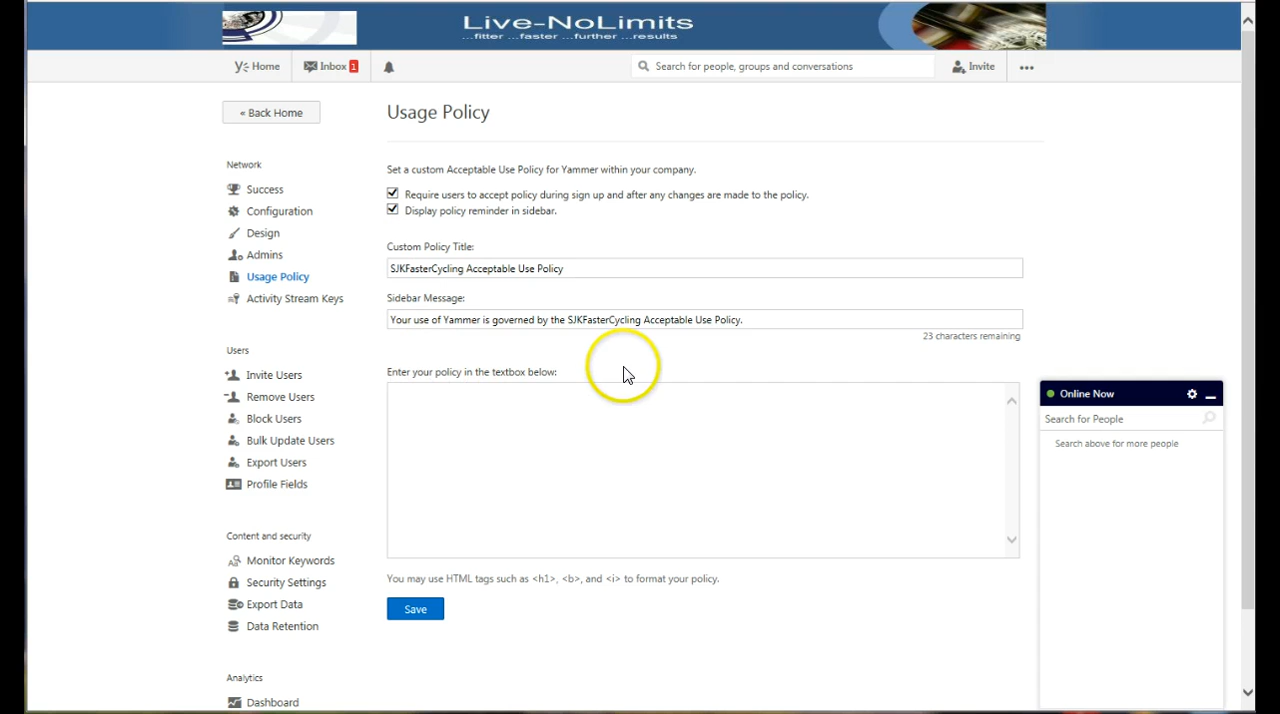 Live-NoLimits
...fitter ...faster ...further ...results
Home
Inbox 1
Search for people, groups and conversations
Invite
« Back Home
Usage Policy
Network
Success
Configuration
Design
Admins
Usage Policy
Activity Stream Keys
Users
Invite Users
Remove Users
Block Users
Bulk Update Users
Export Users
Profile Fields
Content and security
Monitor Keywords
Security Settings
Export Data
Data Retention
Analytics
Dashboard
Set a custom Acceptable Use Policy for Yammer within your company.
Require users to accept policy during sign up and after any changes are made to the policy.
Display policy reminder in sidebar.
Custom Policy Title:
SJKFasterCycling Acceptable Use Policy
Sidebar Message:
Your use of Yammer is governed by the SJKFasterCycling Acceptable Use Policy.
23 characters remaining
Enter your policy in the textbox below:
You may use HTML tags such as <h1>, <b>, and <i> to format your policy.
Save
Online Now
Search for People
Search above for more people